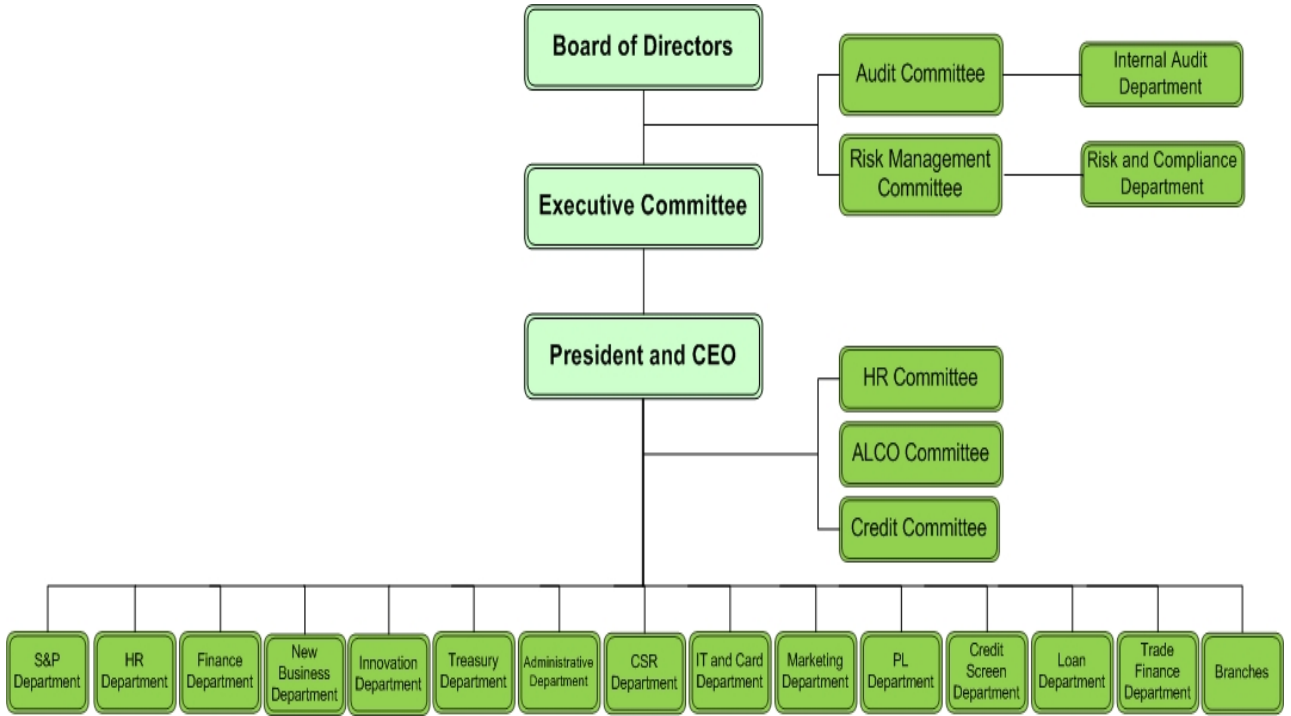 Board of Directors
Audit Committee
Internal Audit
Department
Risk Management
Committee
Risk and Compliance
Department
Executive Committee
President and CEO
HR Committee
ALCO Committee
Credit Committee
S&P
Department
HR
Department
Finance
Department
New
Business
Department
Innovation
Department
Treasury
Department
Administrative
Department
CSR
Department
IT and Card
Department
Marketing
Department
PL
Department
Credit
Screen
Department
Loan
Department
Trade
Finance
Department
Branches